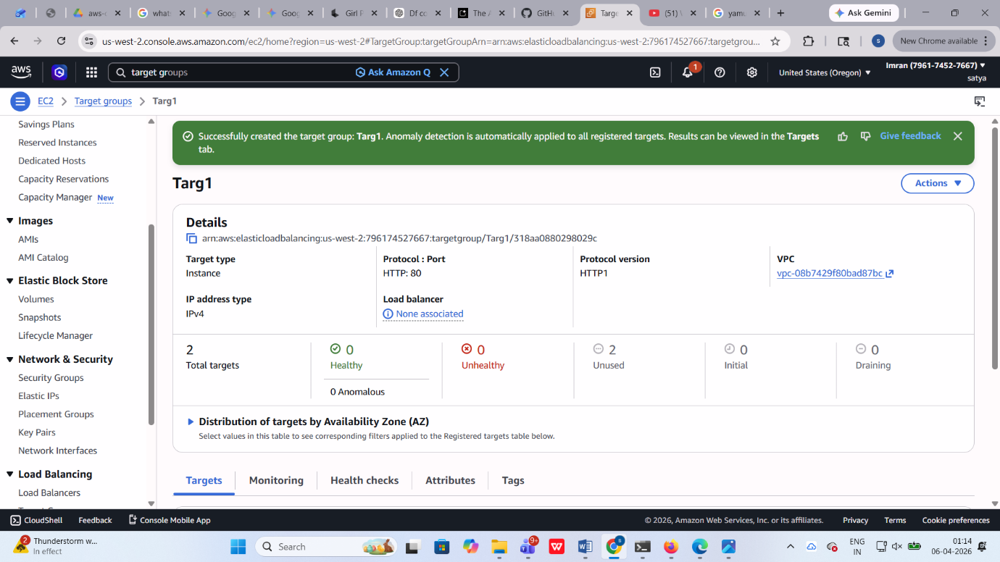 aws-c
what
Goog
Goog
Girl P
Df co
The A
GitHu
Targe
(51) V
yamu
Ask Gemini
us-west-2.console.aws.amazon.com/ec2/home?region=us-west-2#TargetGroup:targetGroupArn=arn:aws:elasticloadbalancing:us-west-2:796174527667:targetgrou...
S
New Chrome available
aws
target groups
Ask Amazon Q
1
United States (Oregon)
Imran (7961-7452-7667)
satya
EC2
Target groups
Targ1
Savings Plans
Reserved Instances
Dedicated Hosts
Capacity Reservations
Capacity Manager New
Images
AMIs
AMI Catalog
Elastic Block Store
Volumes
Snapshots
Lifecycle Manager
Network & Security
Security Groups
Elastic IPs
Placement Groups
Key Pairs
Network Interfaces
Load Balancing
Load Balancers
Successfully created the target group: Targ1. Anomaly detection is automatically applied to all registered targets. Results can be viewed in the Targets
tab.
Give feedback
Targ1
Actions
Details
arn:aws:elasticloadbalancing:us-west-2:796174527667:targetgroup/Targ1/318aa0880298029c
Target type
Instance
Protocol : Port
HTTP: 80
Protocol version
HTTP1
VPC
vpc-08b7429f80bad87bc
IP address type
IPv4
Load balancer
None associated
2
Total targets
0
Healthy
0 Anomalous
0
Unhealthy
2
Unused
0
Initial
0
Draining
Distribution of targets by Availability Zone (AZ)
Select values in this table to see corresponding filters applied to the Registered targets table below.
Targets
Monitoring
Health checks
Attributes
Tags
CloudShell
Feedback
Console Mobile App
© 2026, Amazon Web Services, Inc. or its affiliates.
Privacy
Terms
Cookie preferences
2
Thunderstorm w...
In effect
Search
9+
W
S
ENG
IN
01:14
06-04-2026